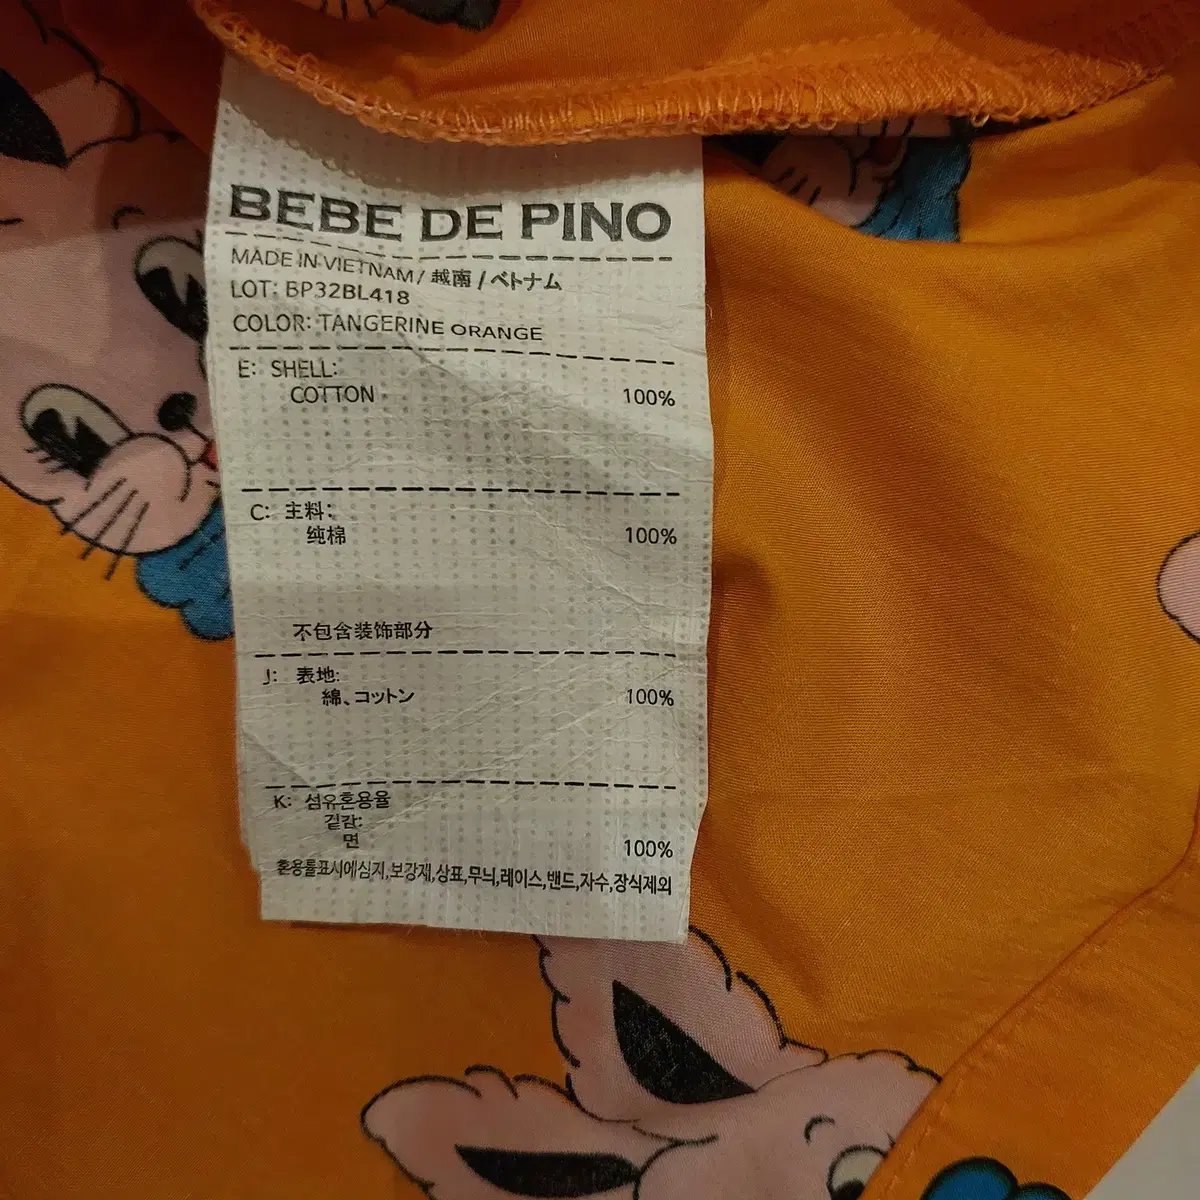 BEBE DE PINO
MADE IN VIETNAM/ 越南 / ベトナム
LOT: BP32BL418
COLOR: TANGERINE ORANGE
E: SHELL:
COTTON 100%
C: 主料:
纯棉 100%
不包含装饰部分
J: 表地:
綿、コットン 100%
K: 섬유혼용율
겉감:
면 100%
혼용률표시에심지,보강제,상표,무늬,레이스,밴드,자수,장식제외